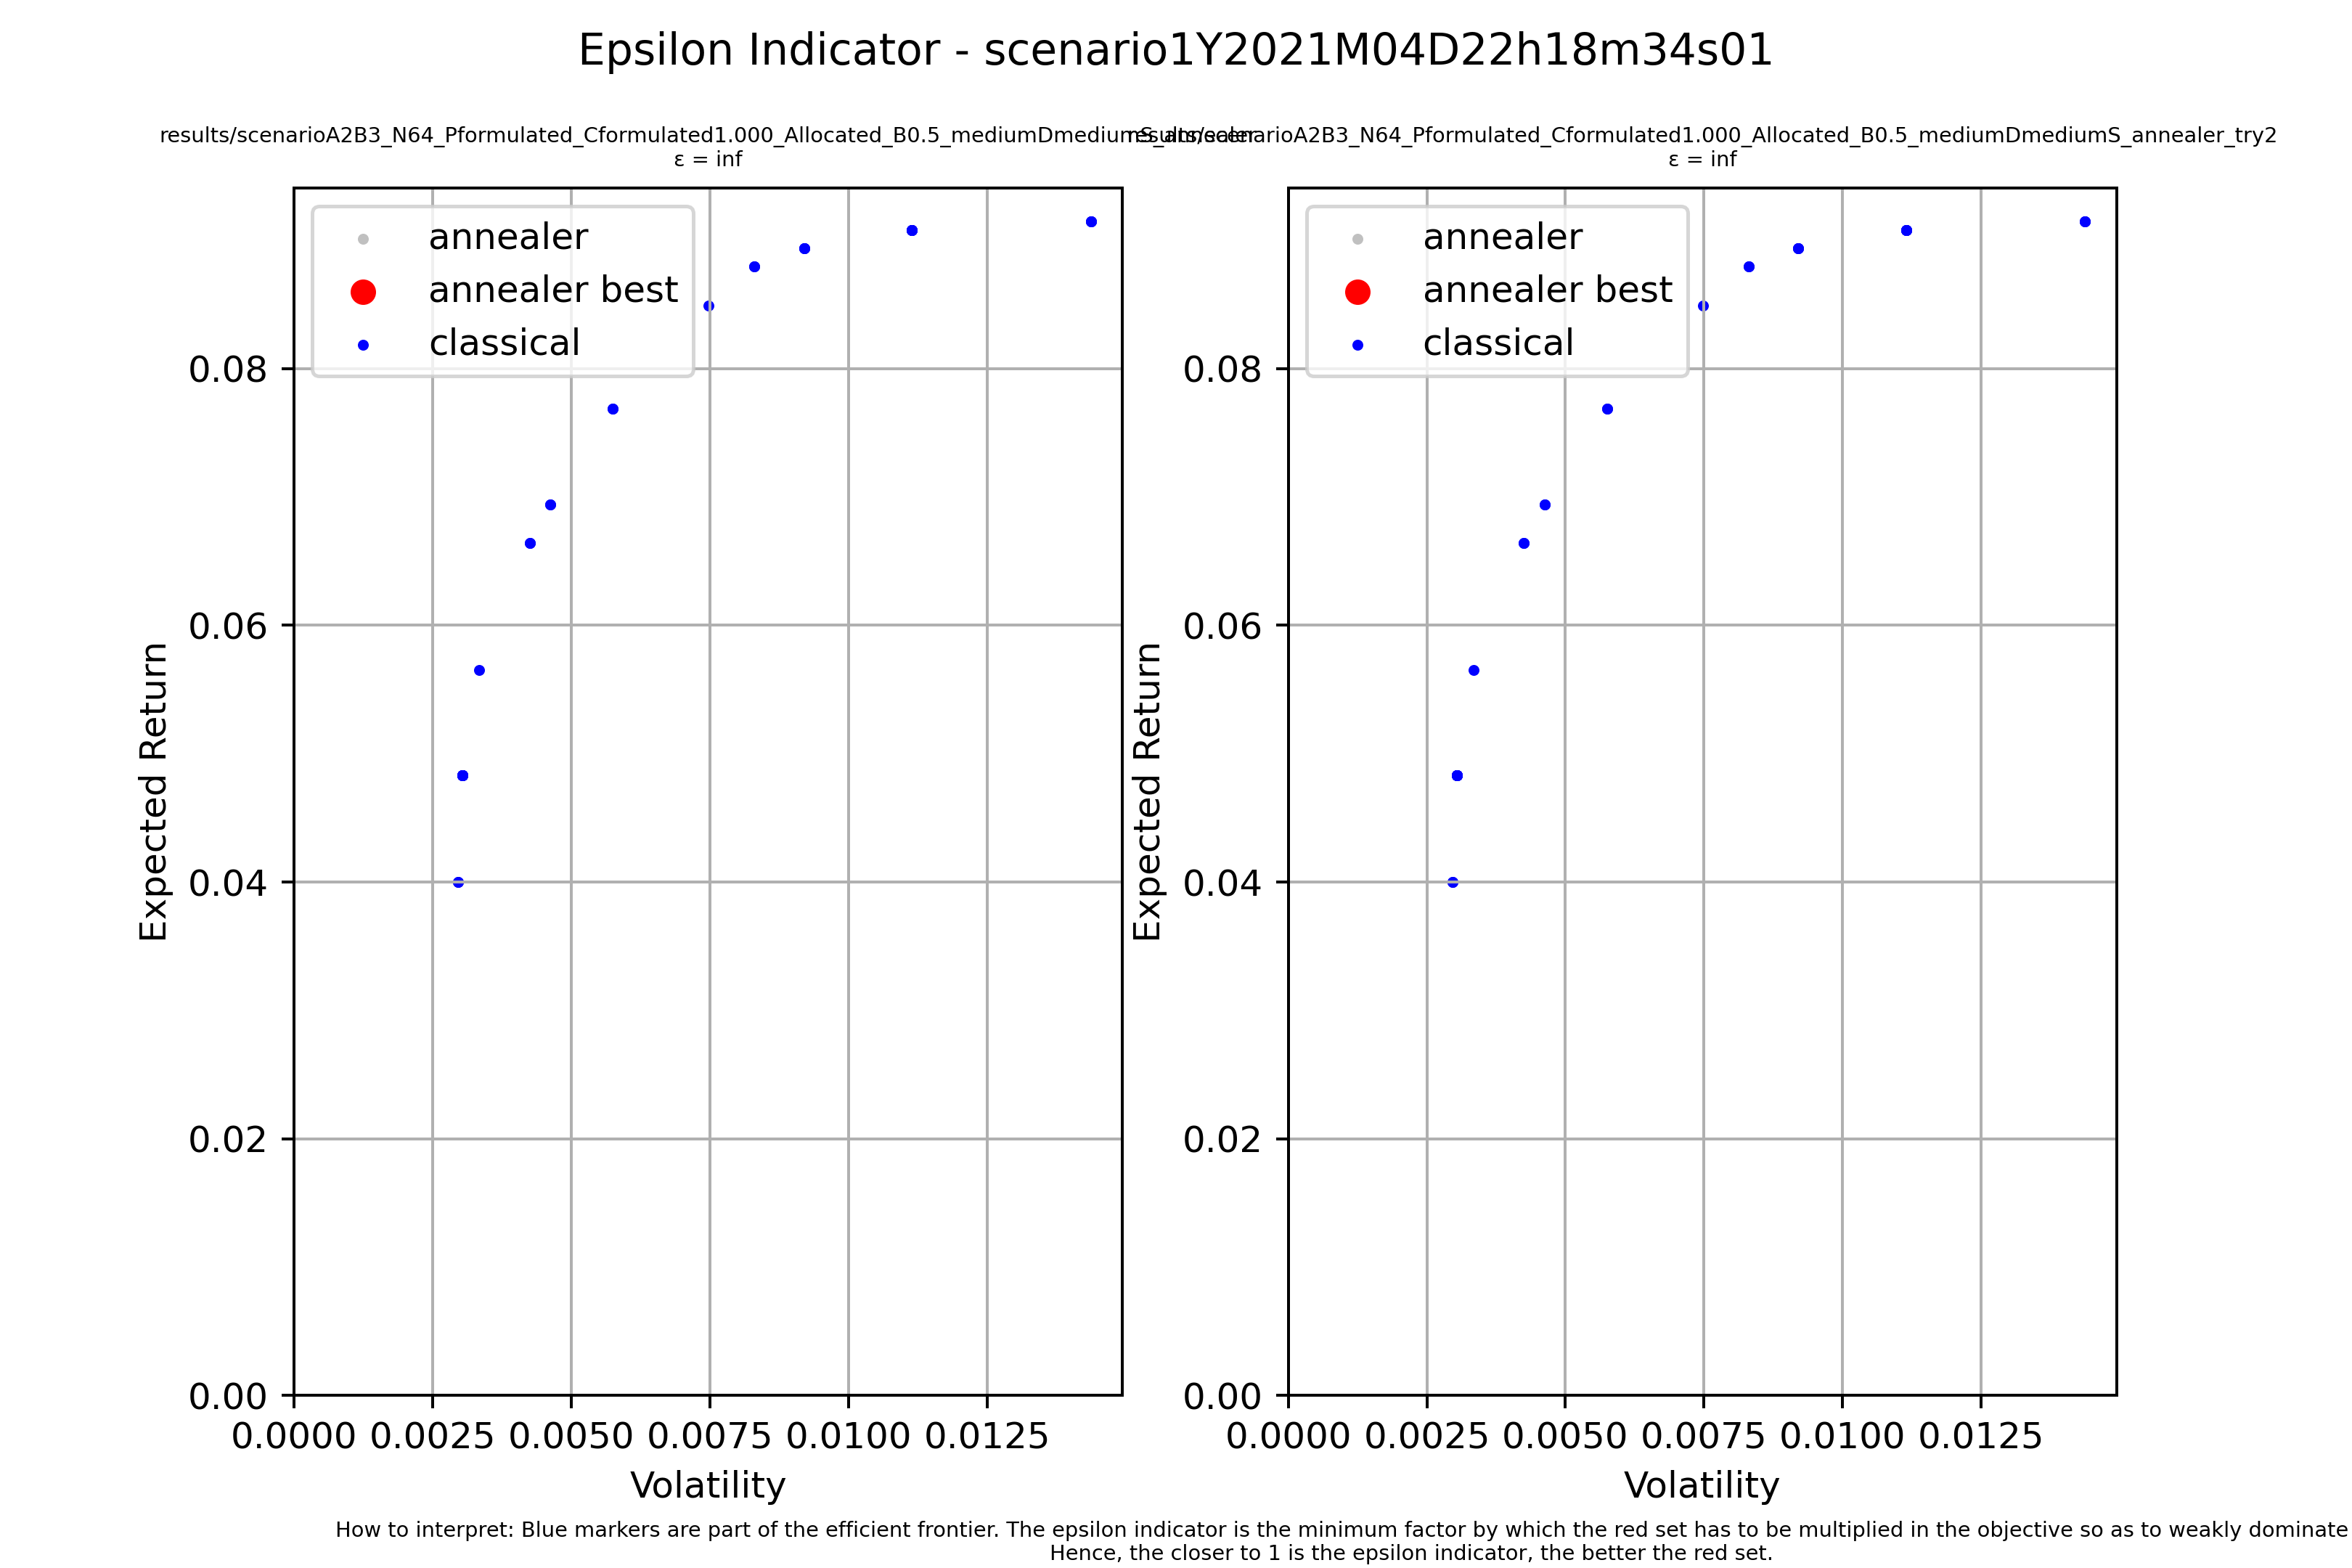 Epsilon Indicator - scenario1Y2021M04D22h18m34s01
results/scenarioA2B3_N64_Pformulated_Cformulated1.000_Allocated_B0.5_mediumDmediumS_annealer
ε = inf
annealer
annealer best
classical
0.08
0.06
0.04
0.02
0.00
Expected Return
0.0000 0.0025 0.0050 0.0075 0.0100 0.0125
Volatility
results/scenarioA2B3_N64_Pformulated_Cformulated1.000_Allocated_B0.5_mediumDmediumS_annealer_try2
ε = inf
annealer
annealer best
classical
0.08
0.06
0.04
0.02
0.00
Expected Return
0.0000 0.0025 0.0050 0.0075 0.0100 0.0125
Volatility
How to interpret: Blue markers are part of the efficient frontier. The epsilon indicator is the minimum factor by which the red set has to be multiplied in the objective so as to weakly dominate
Hence, the closer to 1 is the epsilon indicator, the better the red set.